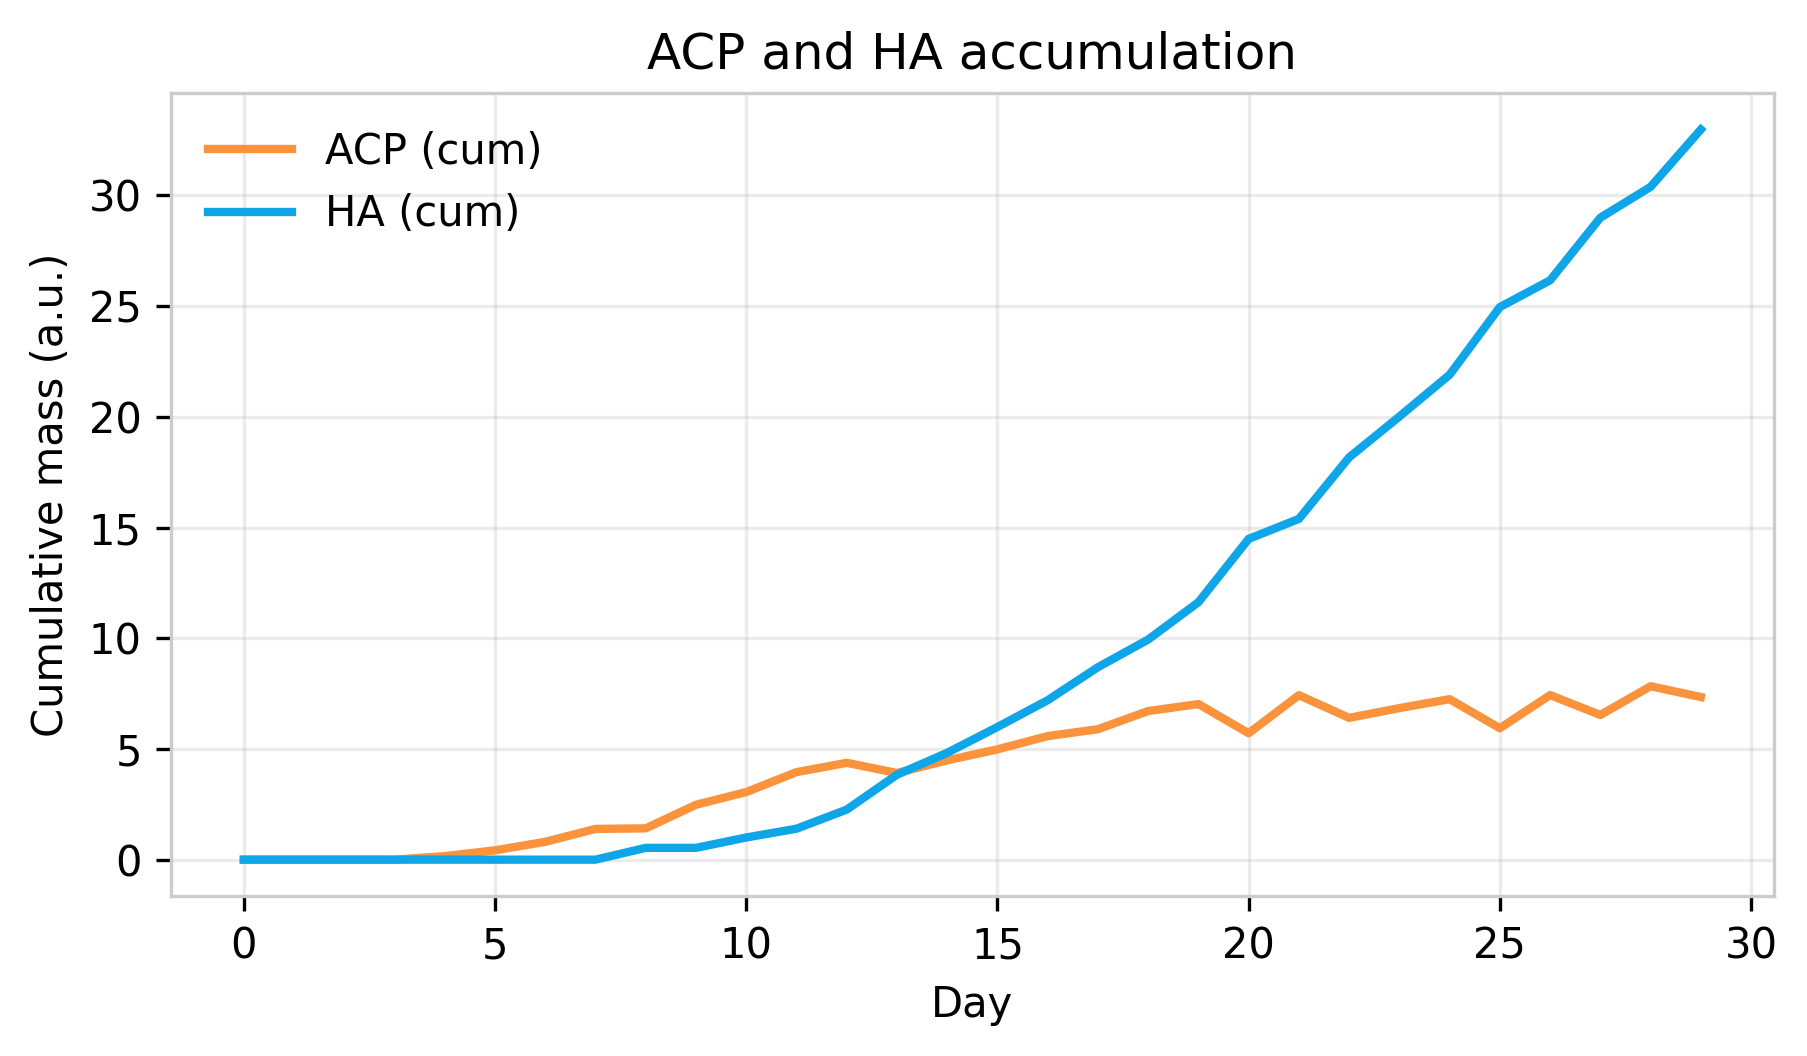 ACP and HA accumulation
ACP (cum)
HA (cum)
Cumulative mass (a.u.)
30
25
20
15
10
5
0
0 5 10 15 20 25 30
Day